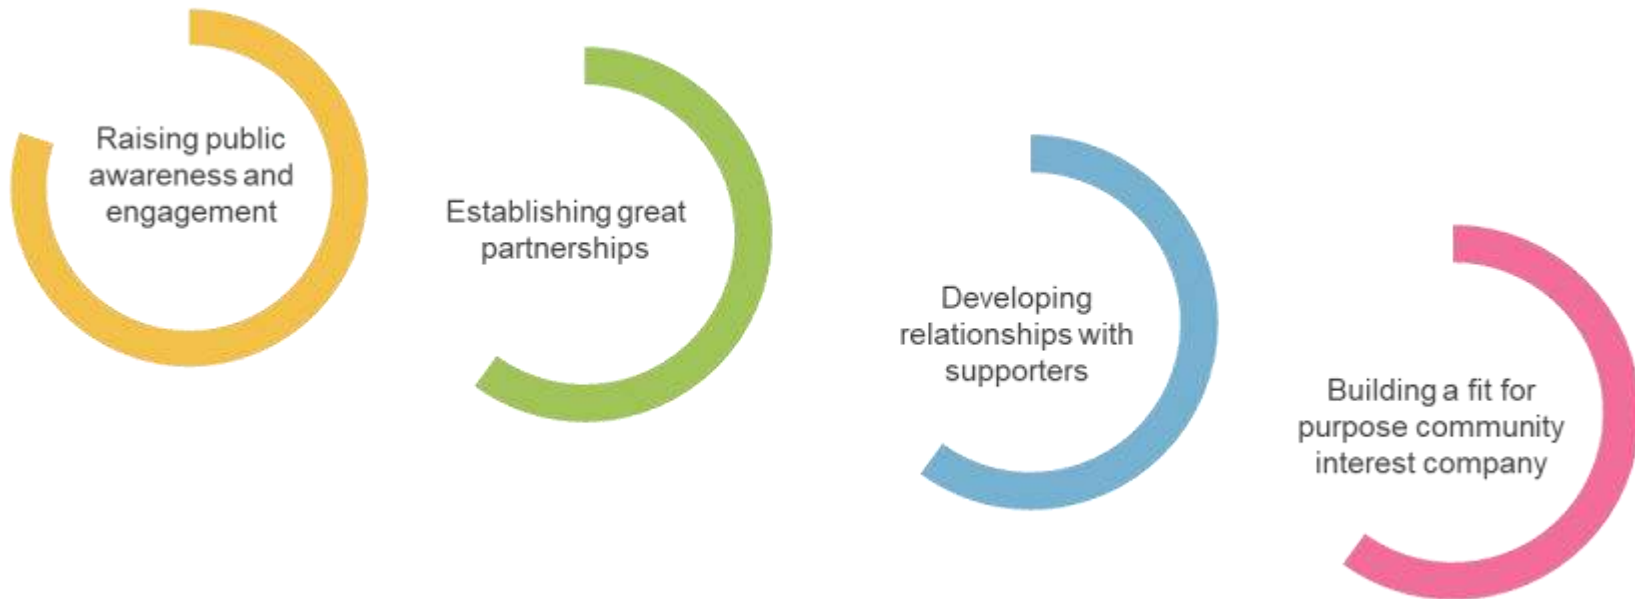 Raising public
awareness and
engagement
Establishing great
partnerships
Developing
relationships with
supporters
Building a fit for
purpose community
interest company